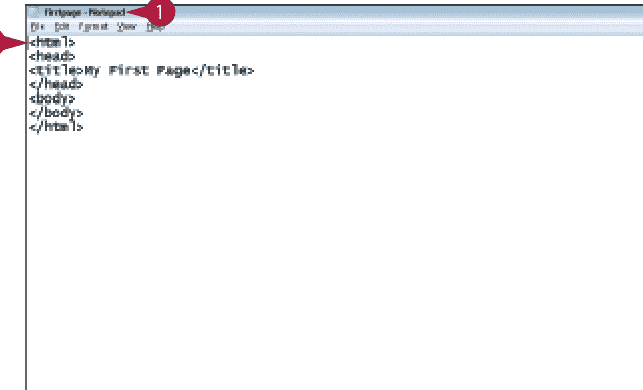 Firstpage - Notepad 1
File Edit Format View Help
<html>
<head>
<title>My First Page</title>
</head>
<body>
</body>
</html>